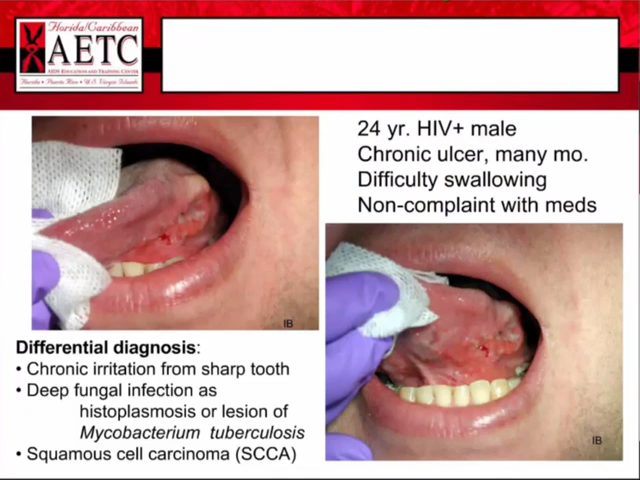 Florida/Caribbean
AETC
AIDS EDUCATION AND TRAINING CENTER
Florida • Puerto Rico • U.S. Virgin Islands
24 yr. HIV+ male
Chronic ulcer, many mo.
Difficulty swallowing
Non-complaint with meds
IB
Differential diagnosis:
• Chronic irritation from sharp tooth
• Deep fungal infection as
histoplasmosis or lesion of
Mycobacterium tuberculosis
• Squamous cell carcinoma (SCCA)
IB